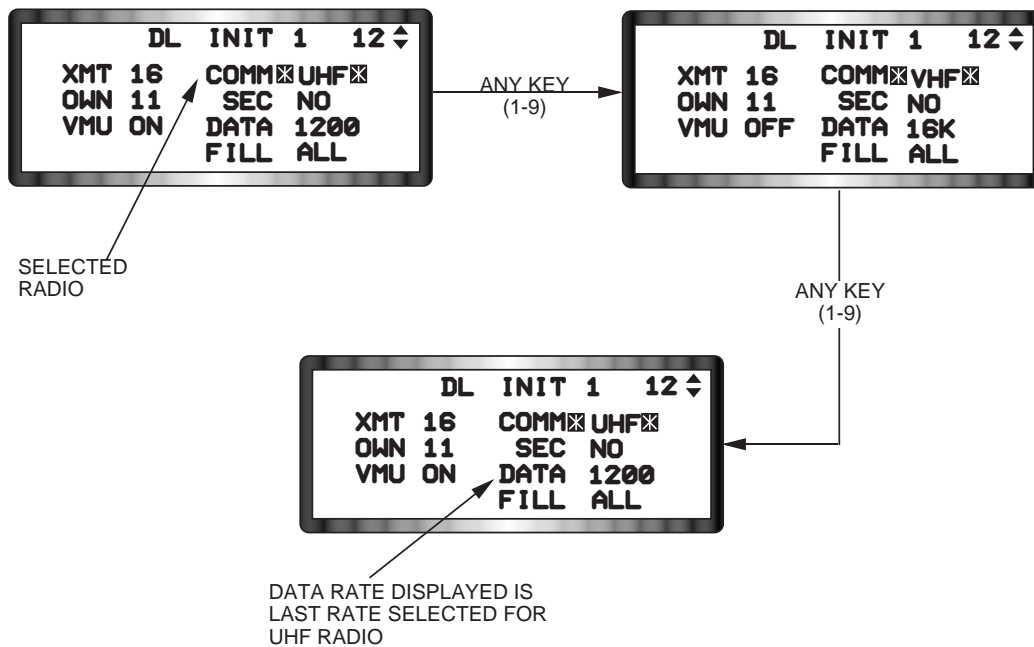 DL INIT 1 12
XMT 16 COMM* UHF*
OWN 11 SEC NO
VMU ON DATA 1200
FILL ALL
ANY KEY
(1-9)
DL INIT 1 12
XMT 16 COMM* VHF*
OWN 11 SEC NO
VMU OFF DATA 16K
FILL ALL
SELECTED
RADIO
ANY KEY
(1-9)
DL INIT 1 12
XMT 16 COMM* UHF*
OWN 11 SEC NO
VMU ON DATA 1200
FILL ALL
DATA RATE DISPLAYED IS
LAST RATE SELECTED FOR
UHF RADIO